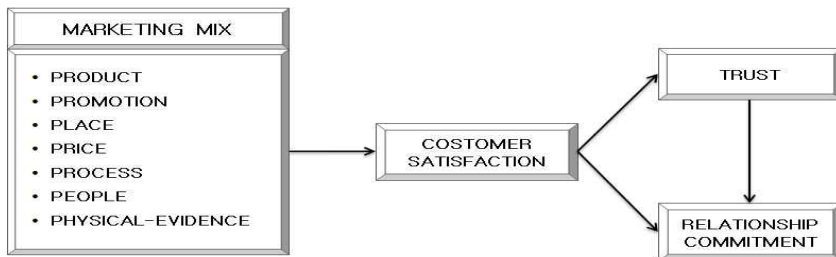 MARKETING MIX
• PRODUCT
• PROMOTION
• PLACE
• PRICE
• PROCESS
• PEOPLE
• PHYSICAL-EVIDENCE
COSTOMER
SATISFACTION
TRUST
RELATIONSHIP
COMMITMENT